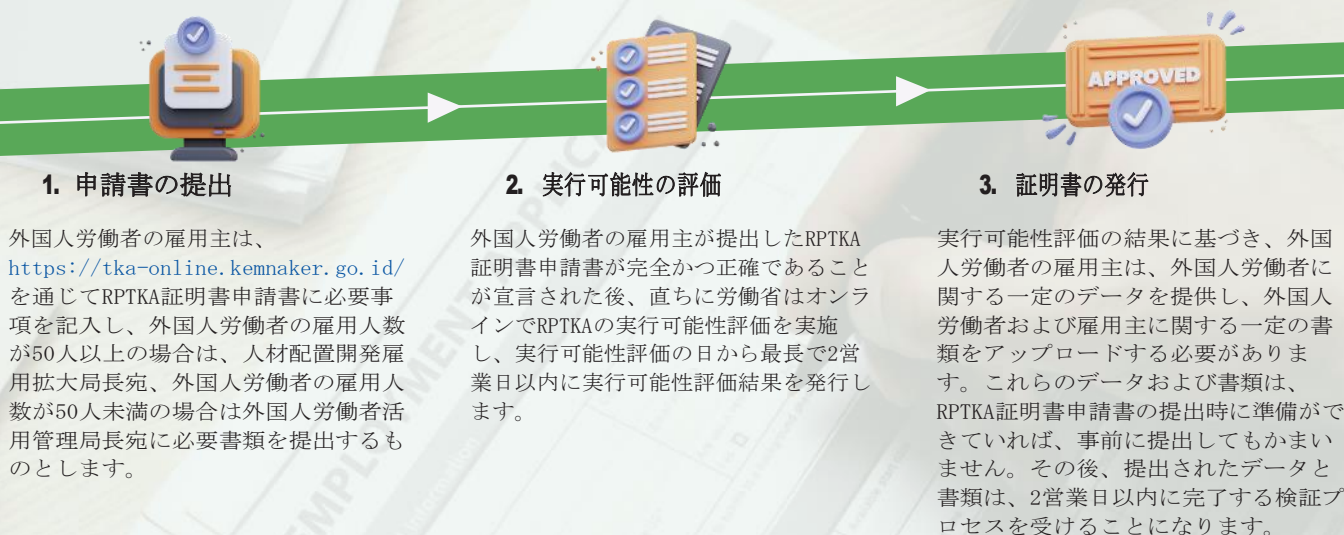 APPROVED
1. 申請書の提出
外国人労働者の雇用主は、
https://tka-online.kemnaker.go.id/
を通じてRPTKA証明書申請書に必要事
項を記入し、外国人労働者の雇用人数
が50人以上の場合は、人材配置開発雇
用拡大局長宛、外国人労働者の雇用人
数が50人未満の場合は外国人労働者活
用管理局長宛に必要書類を提出するも
のとします。
2. 実行可能性の評価
外国人労働者の雇用主が提出したRPTKA
証明書申請書が完全かつ正確であること
が宣言された後、直ちに労働省はオンラ
インでRPTKAの実行可能性評価を実施
し、実行可能性評価の日から最長で2営
業日以内に実行可能性評価結果を発行し
ます。
3. 証明書の発行
実行可能性評価の結果に基づき、外国
人労働者の雇用主は、外国人労働者に
関する一定のデータを提供し、外国人
労働者および雇用主に関する一定の書
類をアップロードする必要がありま
す。これらのデータおよび書類は、
RPTKA証明書申請書の提出時に準備がで
きていれば、事前に提出してもかまい
ません。その後、提出されたデータと
書類は、2営業日以内に完了する検証プ
ロセスを受けることになります。